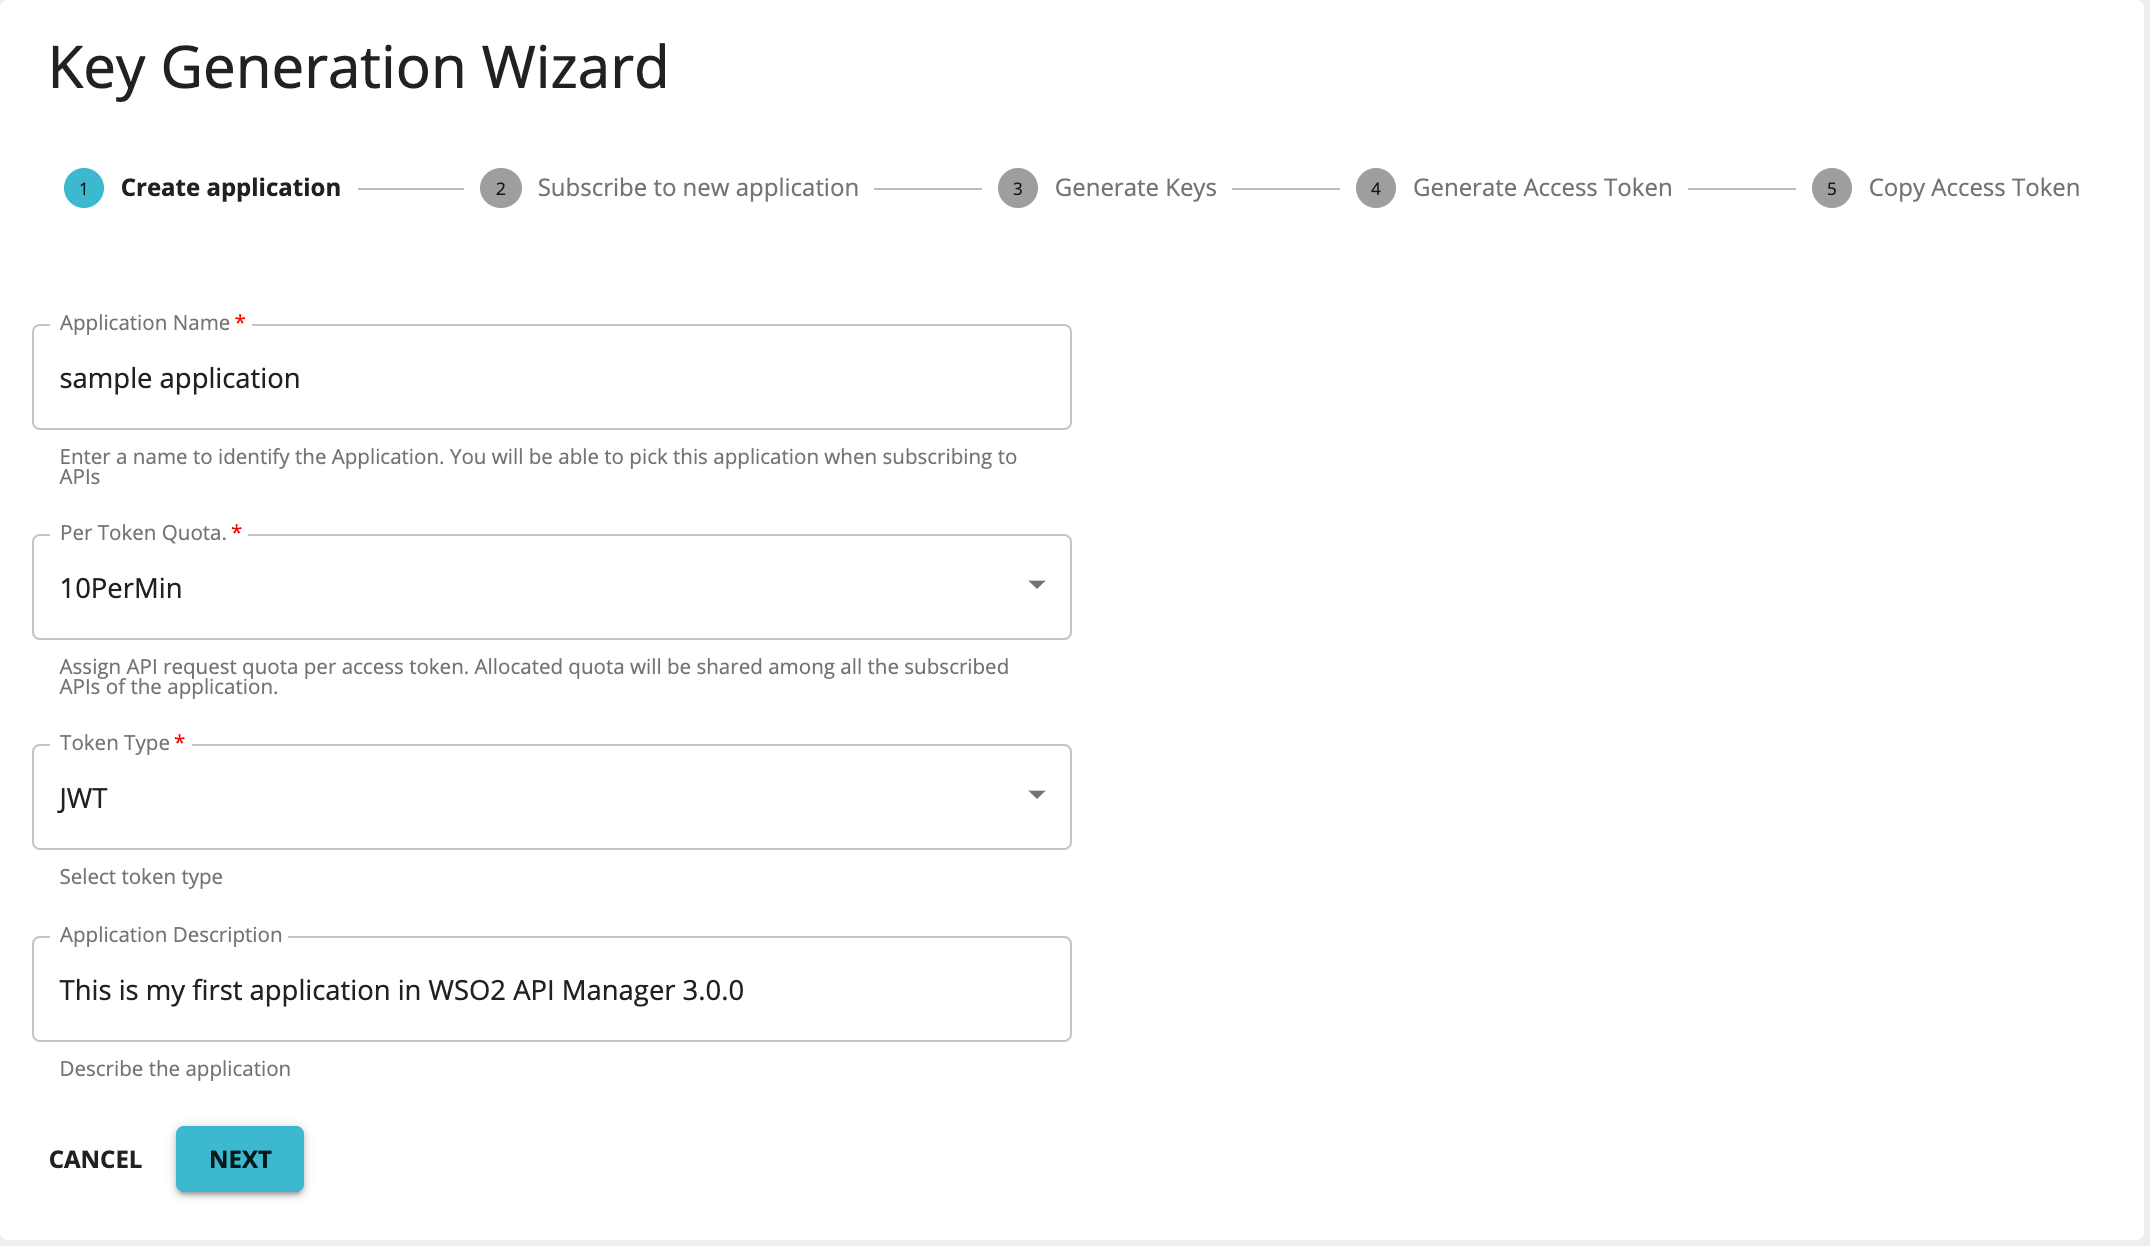 Key Generation Wizard
1 Create application 2 Subscribe to new application 3 Generate Keys 4 Generate Access Token 5 Copy Access Token
Application Name *
sample application
Enter a name to identify the Application. You will be able to pick this application when subscribing to
APIs
Per Token Quota. *
10PerMin
Assign API request quota per access token. Allocated quota will be shared among all the subscribed
APIs of the application.
Token Type *
JWT
Select token type
Application Description
This is my first application in WSO2 API Manager 3.0.0
Describe the application
CANCEL NEXT